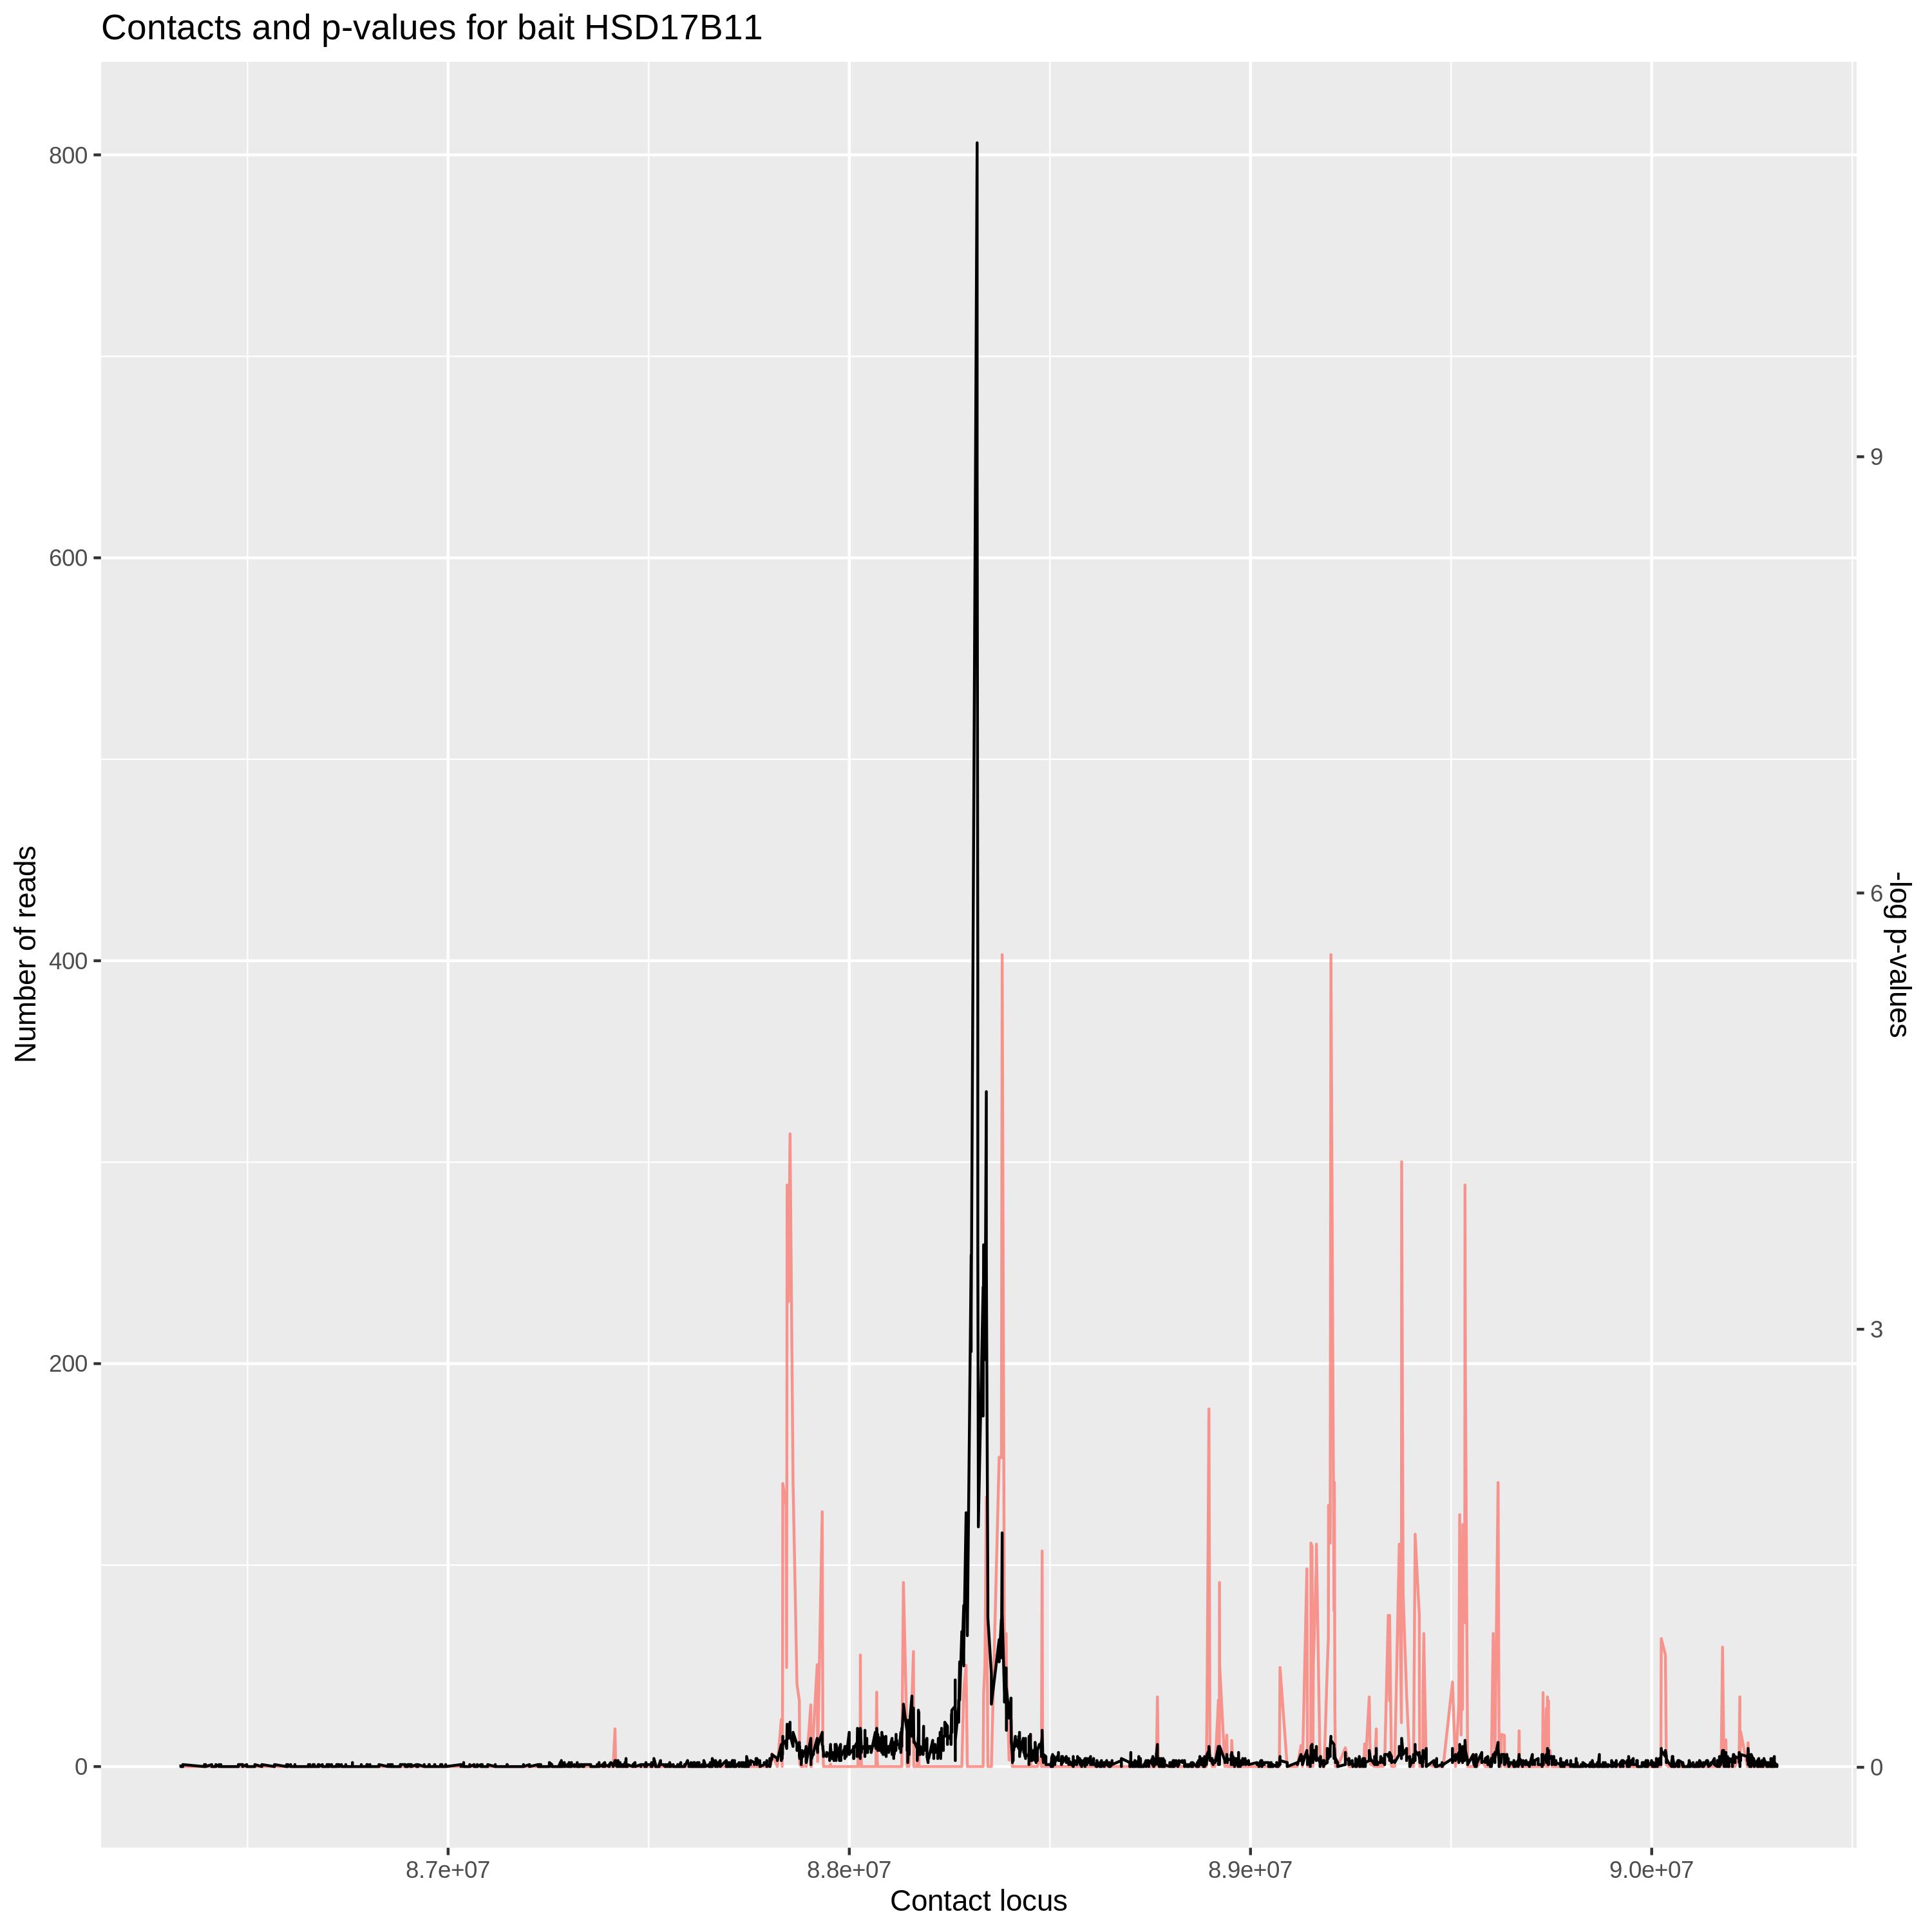 Contacts and p-values for bait HSD17B11
800
600
400
200
0
Number of reads
9
6
3
0
-log p-values
8.7e+07
8.8e+07
8.9e+07
9.0e+07
Contact locus